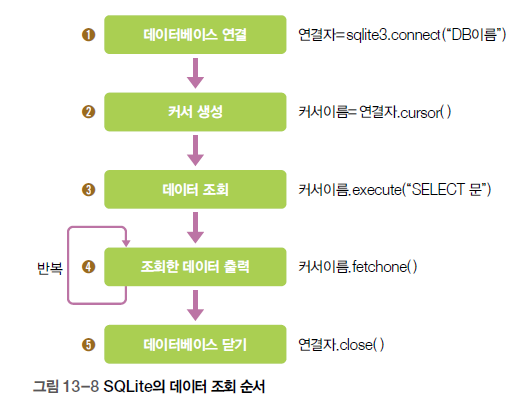 ❶ 데이터베이스 연결 연결자=sqlite3.connect(“DB이름”)
❷ 커서 생성 커서이름=연결자.cursor()
❸ 데이터 조회 커서이름.execute(“SELECT 문”)
반복 ❹ 조회한 데이터 출력 커서이름.fetchone()
❺ 데이터베이스 닫기 연결자.close()
그림 13-8 SQLite의 데이터 조회 순서